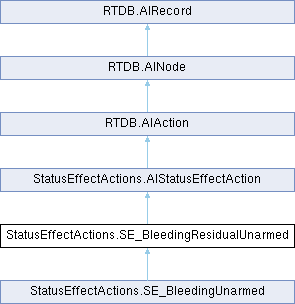 RTDB.AIRecord
RTDB.AINode
RTDB.AIAction
StatusEffectActions.AIStatusEffectAction
StatusEffectActions.SE_BleedingResidualUnarmed
StatusEffectActions.SE_BleedingUnarmed